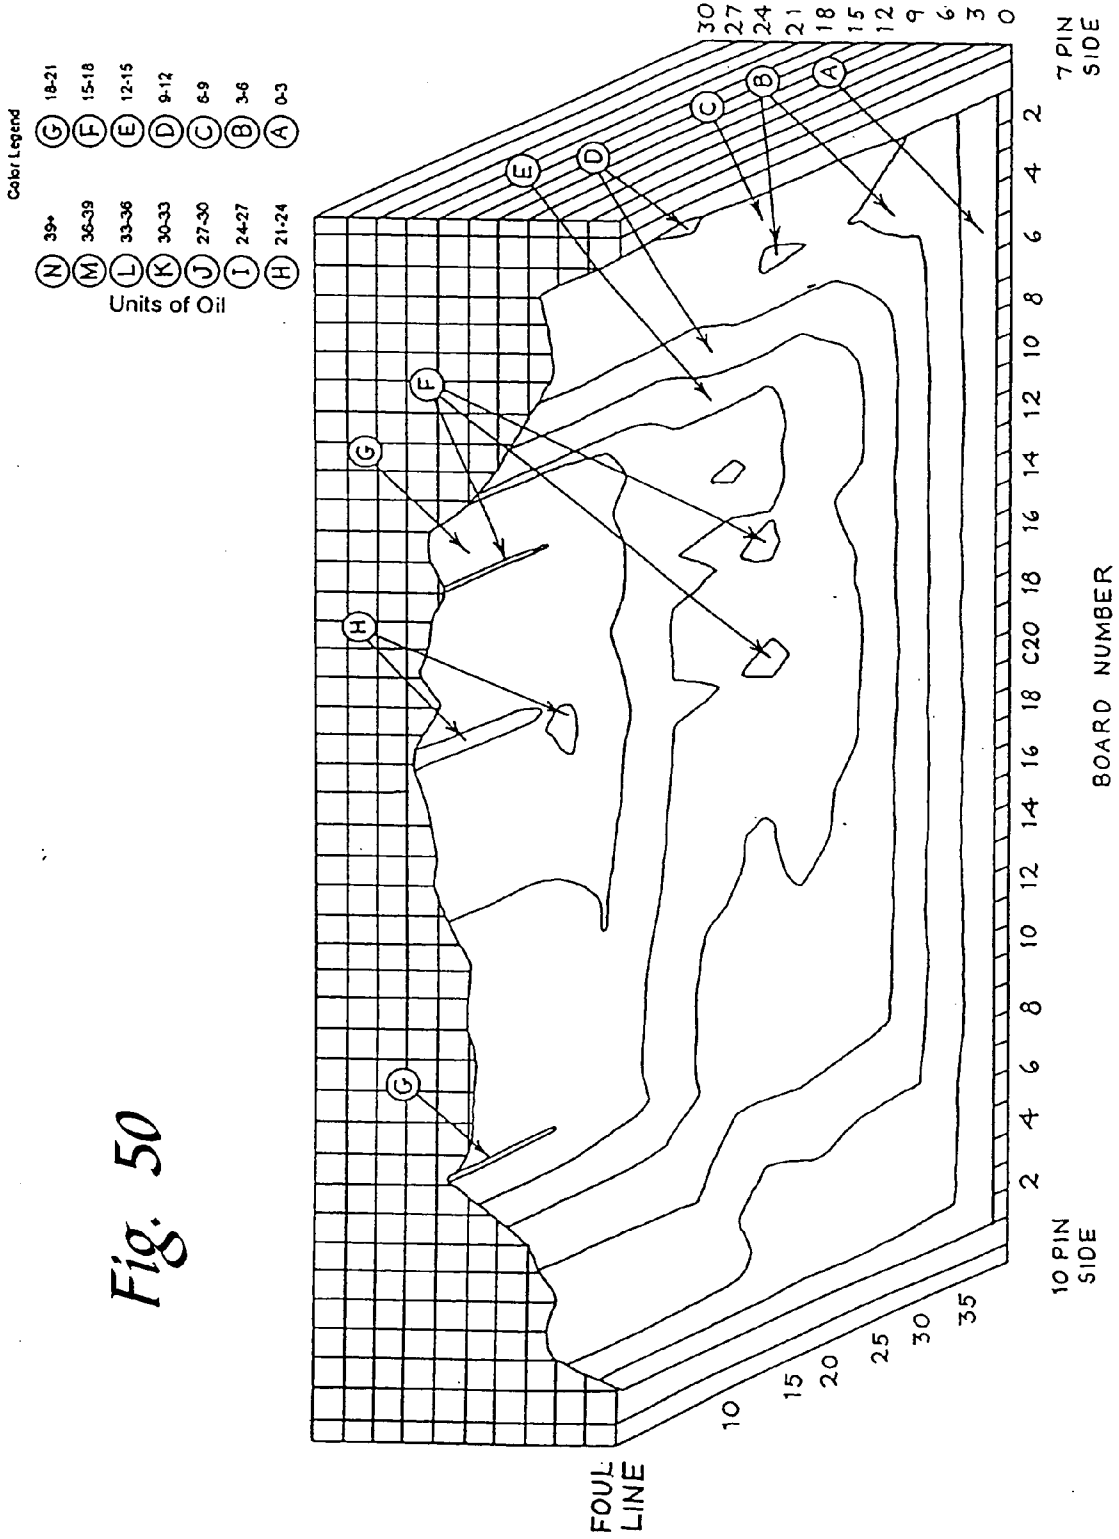 Fig. 50
Color Legend
N 39+
M 36-39
L 33-36
K 30-33
J 27-30
I 24-27
H 21-24
G 18-21
F 15-18
E 12-15
D 9-12
C 6-9
B 3-6
A 0-3
Units of Oil
G
H
G
F
E
D
C
B
A
30
27
24
21
18
15
12
9
6
3
0
7 PIN
SIDE
FOUL
LINE
10
15
20
25
30
35
10 PIN
SIDE
2 4 6 8 10 12 14 16 18 C20 18 16 14 12 10 8 6 4 2
BOARD NUMBER